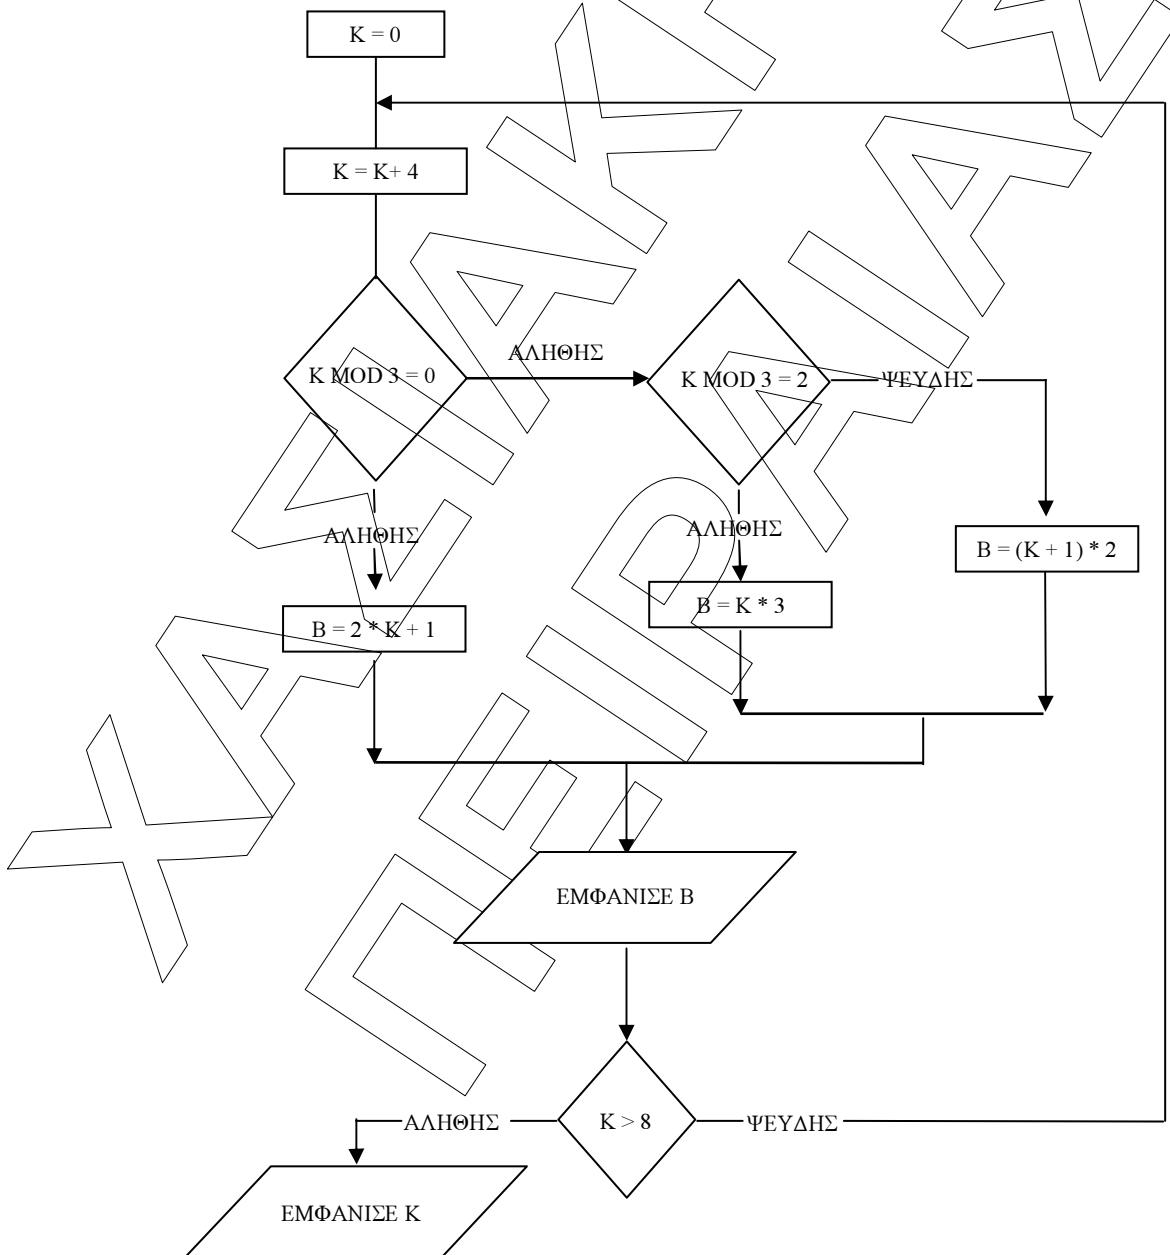 K = 0
K = K+ 4
K MOD 3 = 0
ΑΛΗΘΗΣ
K MOD 3 = 2
ΨΕΥΔΗΣ
ΑΛΗΘΗΣ
ΑΛΗΘΗΣ
B = (K + 1) * 2
B = K * 3
B = 2 * K + 1
ΕΜΦΑΝΙΣΕ B
K > 8
ΑΛΗΘΗΣ
ΨΕΥΔΗΣ
ΕΜΦΑΝΙΣΕ K